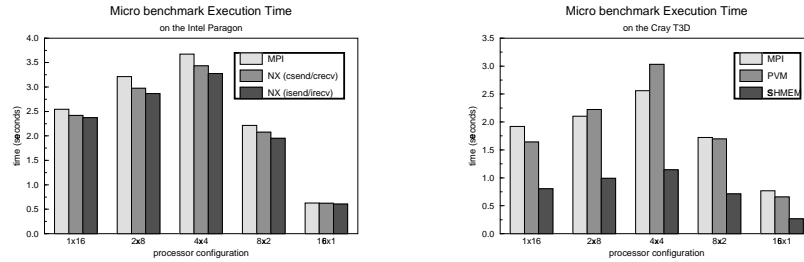 Micro benchmark Execution Time
on the Intel Paragon
4.0
3.5
3.0
2.5
2.0
1.5
1.0
0.5
0.0
time (seconds)
MPI
NX (csend/crecv)
NX (isend/irecv)
1x16
2x8
4x4
8x2
16x1
processor configuration
Micro benchmark Execution Time
on the Cray T3D
4.0
3.5
3.0
2.5
2.0
1.5
1.0
0.5
0.0
time (seconds)
MPI
PVM
SHMEM
1x16
2x8
4x4
8x2
16x1
processor configuration